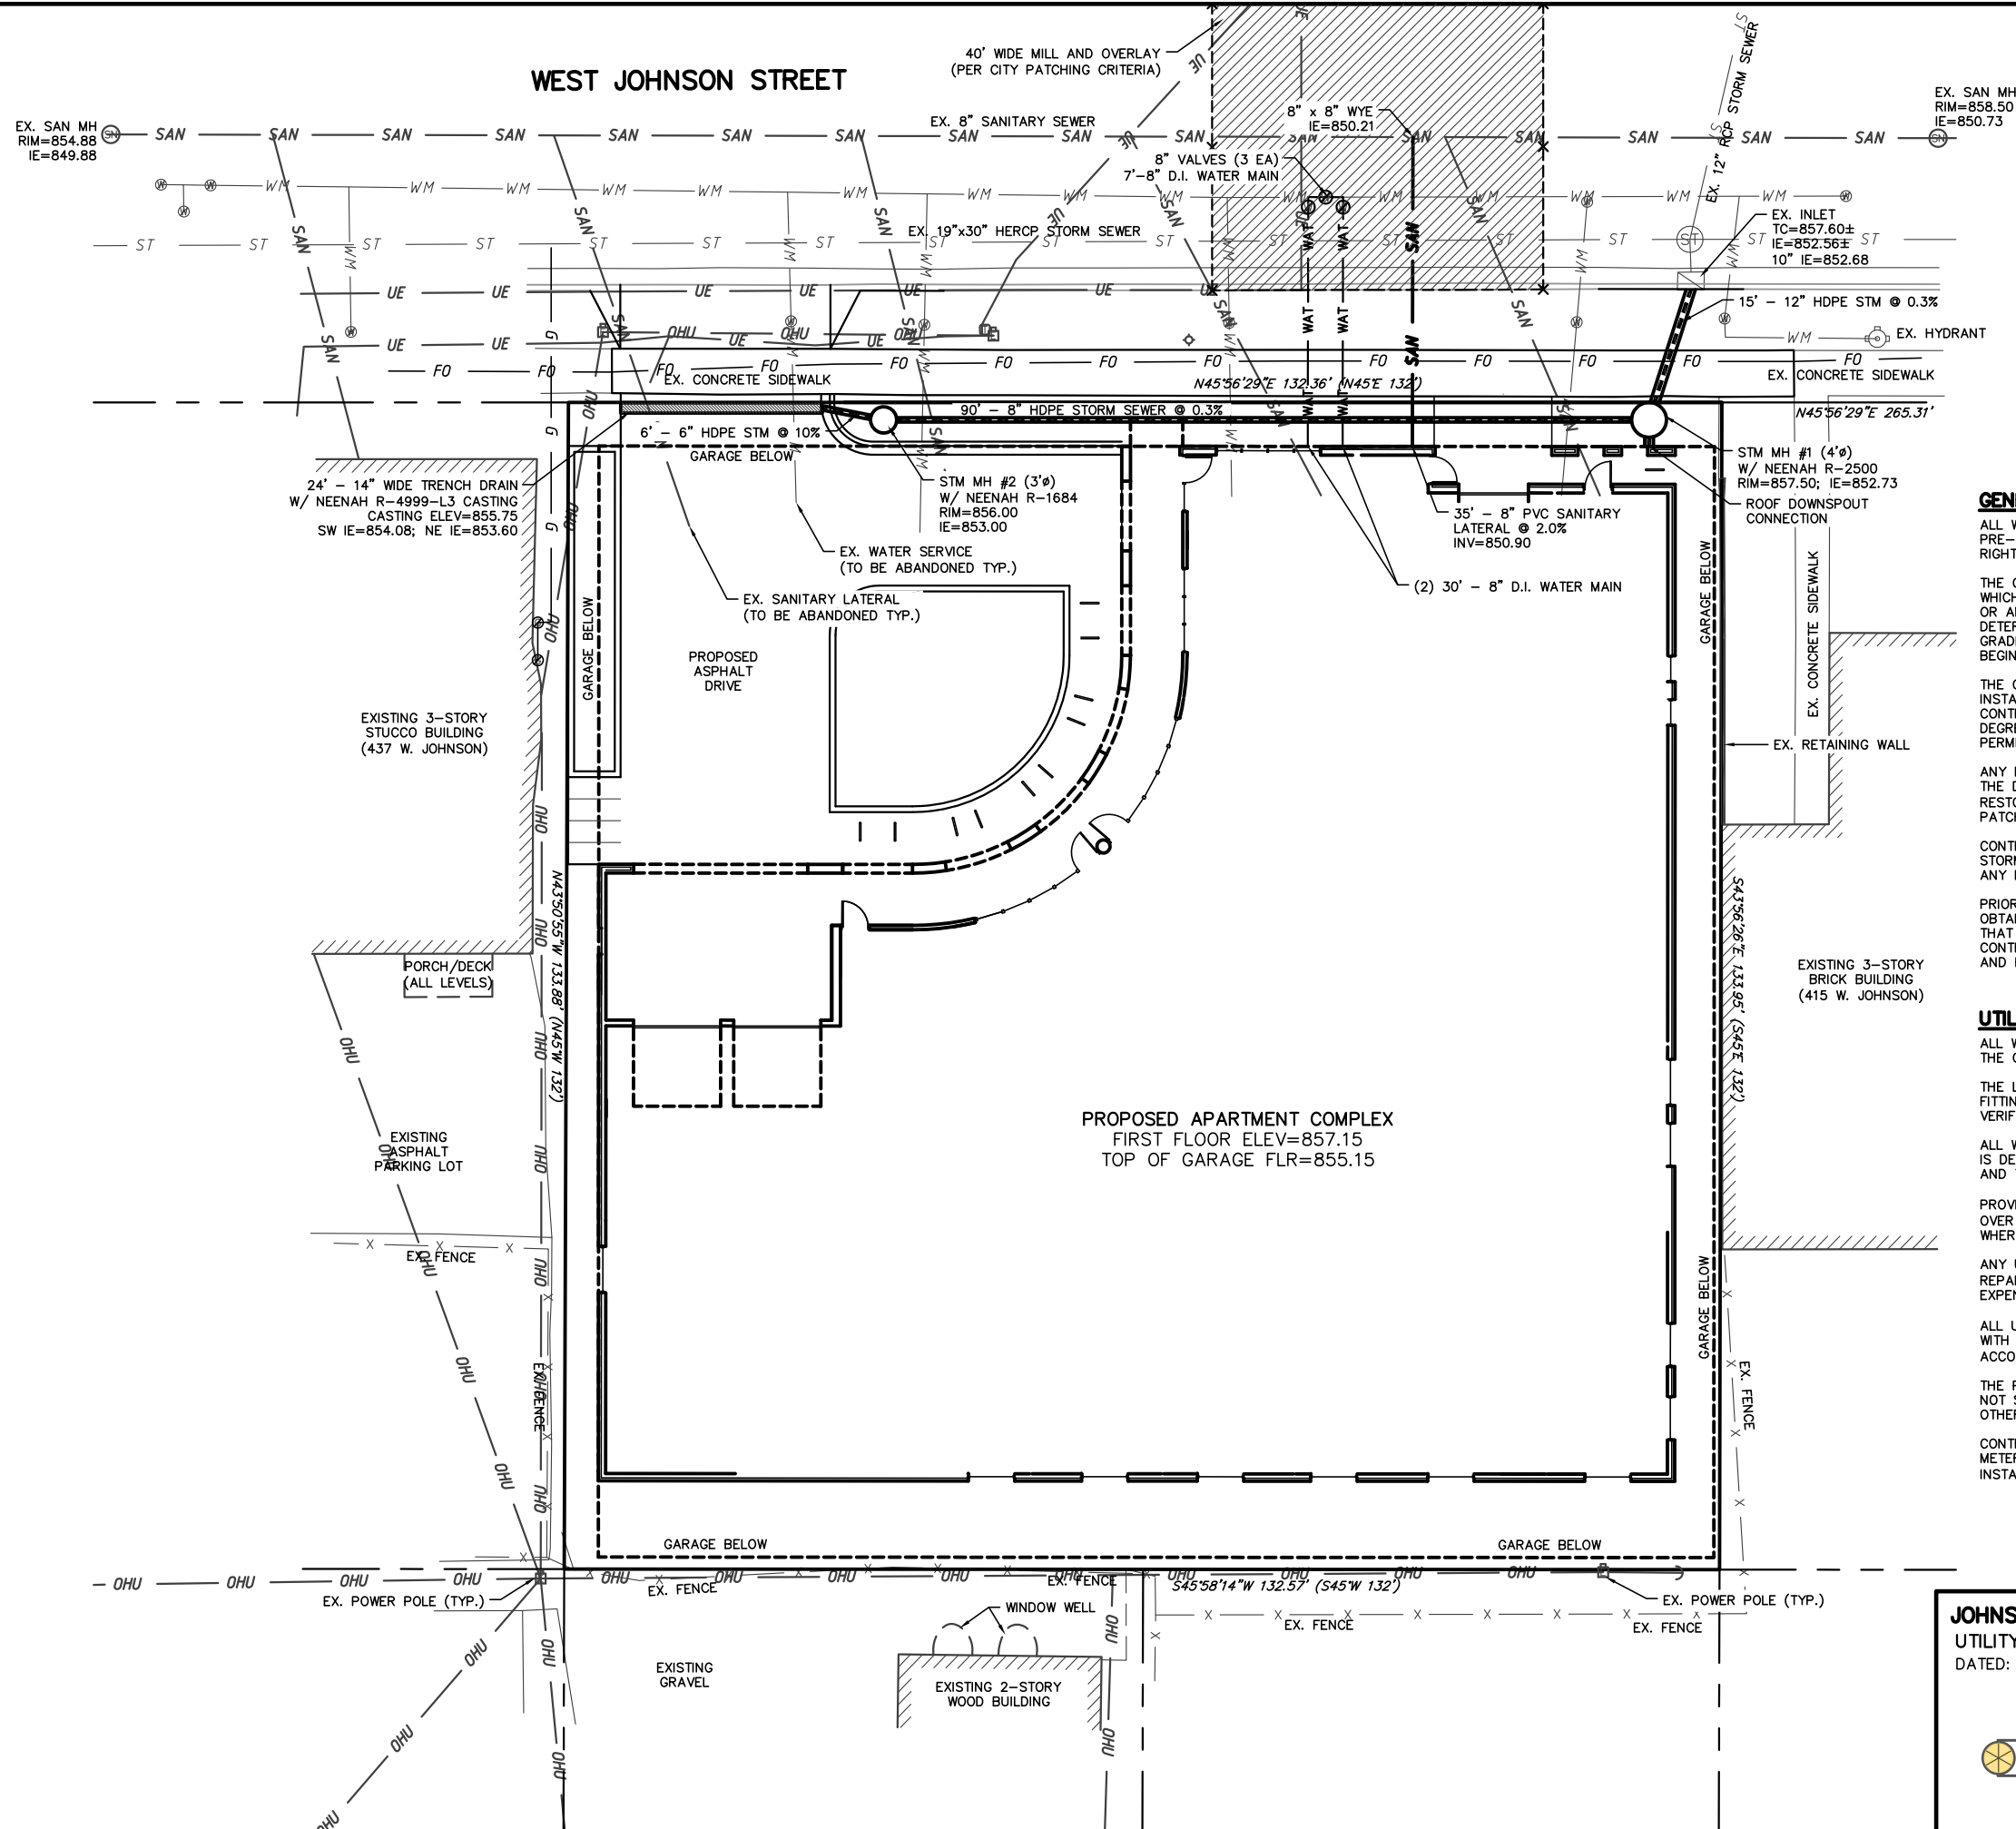 WEST JOHNSON STREET
40' WIDE MILL AND OVERLAY
(PER CITY PATCHING CRITERIA)
EX. SAN MH
RIM=854.88
IE=849.88
EX. 8" SANITARY SEWER
8" x 8" WYE
IE=850.21
8" VALVES (3 EA)
7'-8" D.I. WATER MAIN
EX. 12" RCP STORM SEWER
EX. SAN MH
RIM=858.50
IE=850.73
EX. 19"x30" HERCP STORM SEWER
EX. INLET
TC=857.60±
IE=852.56±
10" IE=852.68
15' - 12" HDPE STM @ 0.3%
EX. HYDRANT
EX. CONCRETE SIDEWALK
N45°56'29"E 132.36' (N45°E 132')
EX. CONCRETE SIDEWALK
N45°56'29"E 265.31'
90' - 8" HDPE STORM SEWER @ 0.3%
6' - 6" HDPE STM @ 10%
GARAGE BELOW
24' - 14" WIDE TRENCH DRAIN
W/ NEENAH R-4999-L3 CASTING
CASTING ELEV=855.75
SW IE=854.08; NE IE=853.60
STM MH #2 (3'ø)
W/ NEENAH R-1684
RIM=856.00
IE=853.00
35' - 8" PVC SANITARY
LATERAL @ 2.0%
INV=850.90
STM MH #1 (4'ø)
W/ NEENAH R-2500
RIM=857.50; IE=852.73
ROOF DOWNSPOUT
CONNECTION
EX. WATER SERVICE
(TO BE ABANDONED TYP.)
(2) 30' - 8" D.I. WATER MAIN
EX. SANITARY LATERAL
(TO BE ABANDONED TYP.)
GARAGE BELOW
GARAGE BELOW
EX. CONCRETE SIDEWALK
PROPOSED
ASPHALT
DRIVE
EXISTING 3-STORY
STUCCO BUILDING
(437 W. JOHNSON)
EX. RETAINING WALL
N43°50'55"W 133.88' (N45°W 132')
S43°56'26"E 133.95' (S45°E 132')
PORCH/DECK
(ALL LEVELS)
EXISTING 3-STORY
BRICK BUILDING
(415 W. JOHNSON)
PROPOSED APARTMENT COMPLEX
FIRST FLOOR ELEV=857.15
TOP OF GARAGE FLR=855.15
EXISTING
ASPHALT
PARKING LOT
EX. FENCE
GARAGE BELOW
EX. FENCE
EX. FENCE
GARAGE BELOW
GARAGE BELOW
EX. POWER POLE (TYP.)
EX. FENCE
EX. FENCE
S45°58'14"W 132.57' (S45°W 132')
EX. POWER POLE (TYP.)
WINDOW WELL
EX. FENCE
EX. FENCE
EXISTING
GRAVEL
EXISTING 2-STORY
WOOD BUILDING
UTILITY
DATED: